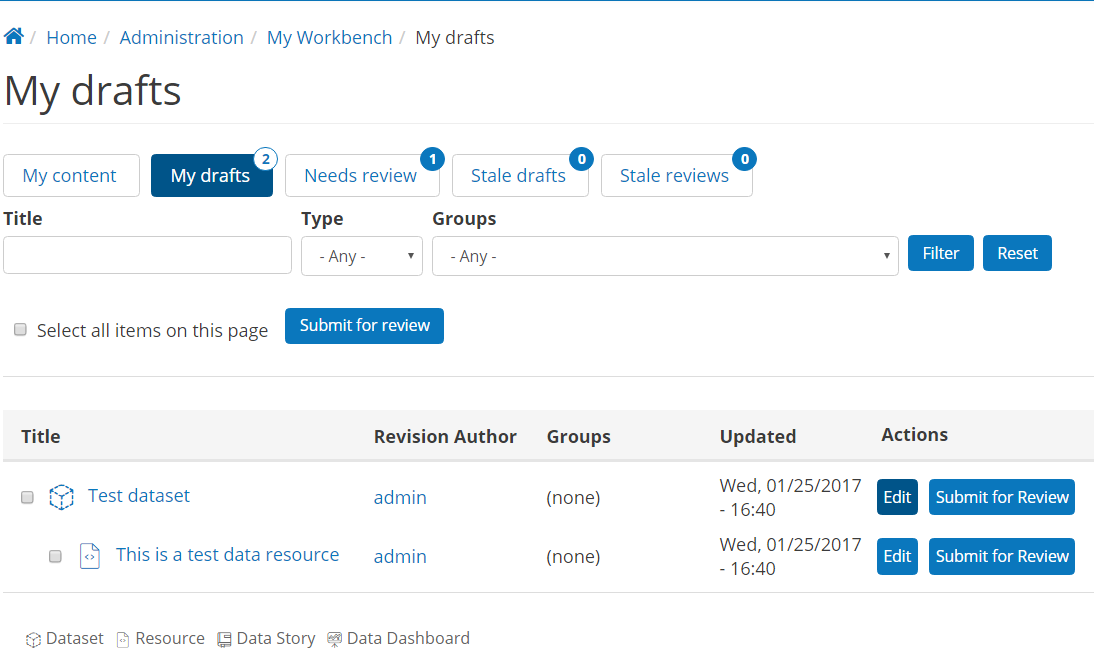 / Home / Administration / My Workbench / My drafts
My drafts
My content My drafts 2 Needs review 1 Stale drafts 0 Stale reviews 0
Title Type Groups
- Any - - Any - Filter Reset
Select all items on this page Submit for review
Title Revision Author Groups Updated Actions
Test dataset admin (none) Wed, 01/25/2017 Edit Submit for Review
- 16:40
This is a test data resource admin (none) Wed, 01/25/2017 Edit Submit for Review
- 16:40
Dataset Resource Data Story Data Dashboard